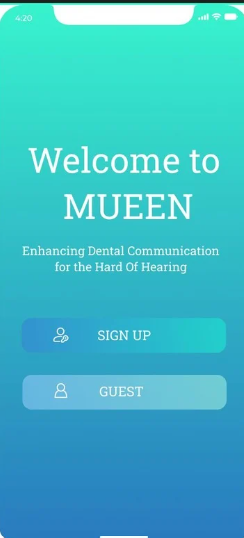 4:20
Welcome to
MUEEN
Enhancing Dental Communication
for the Hard Of Hearing
SIGN UP
GUEST